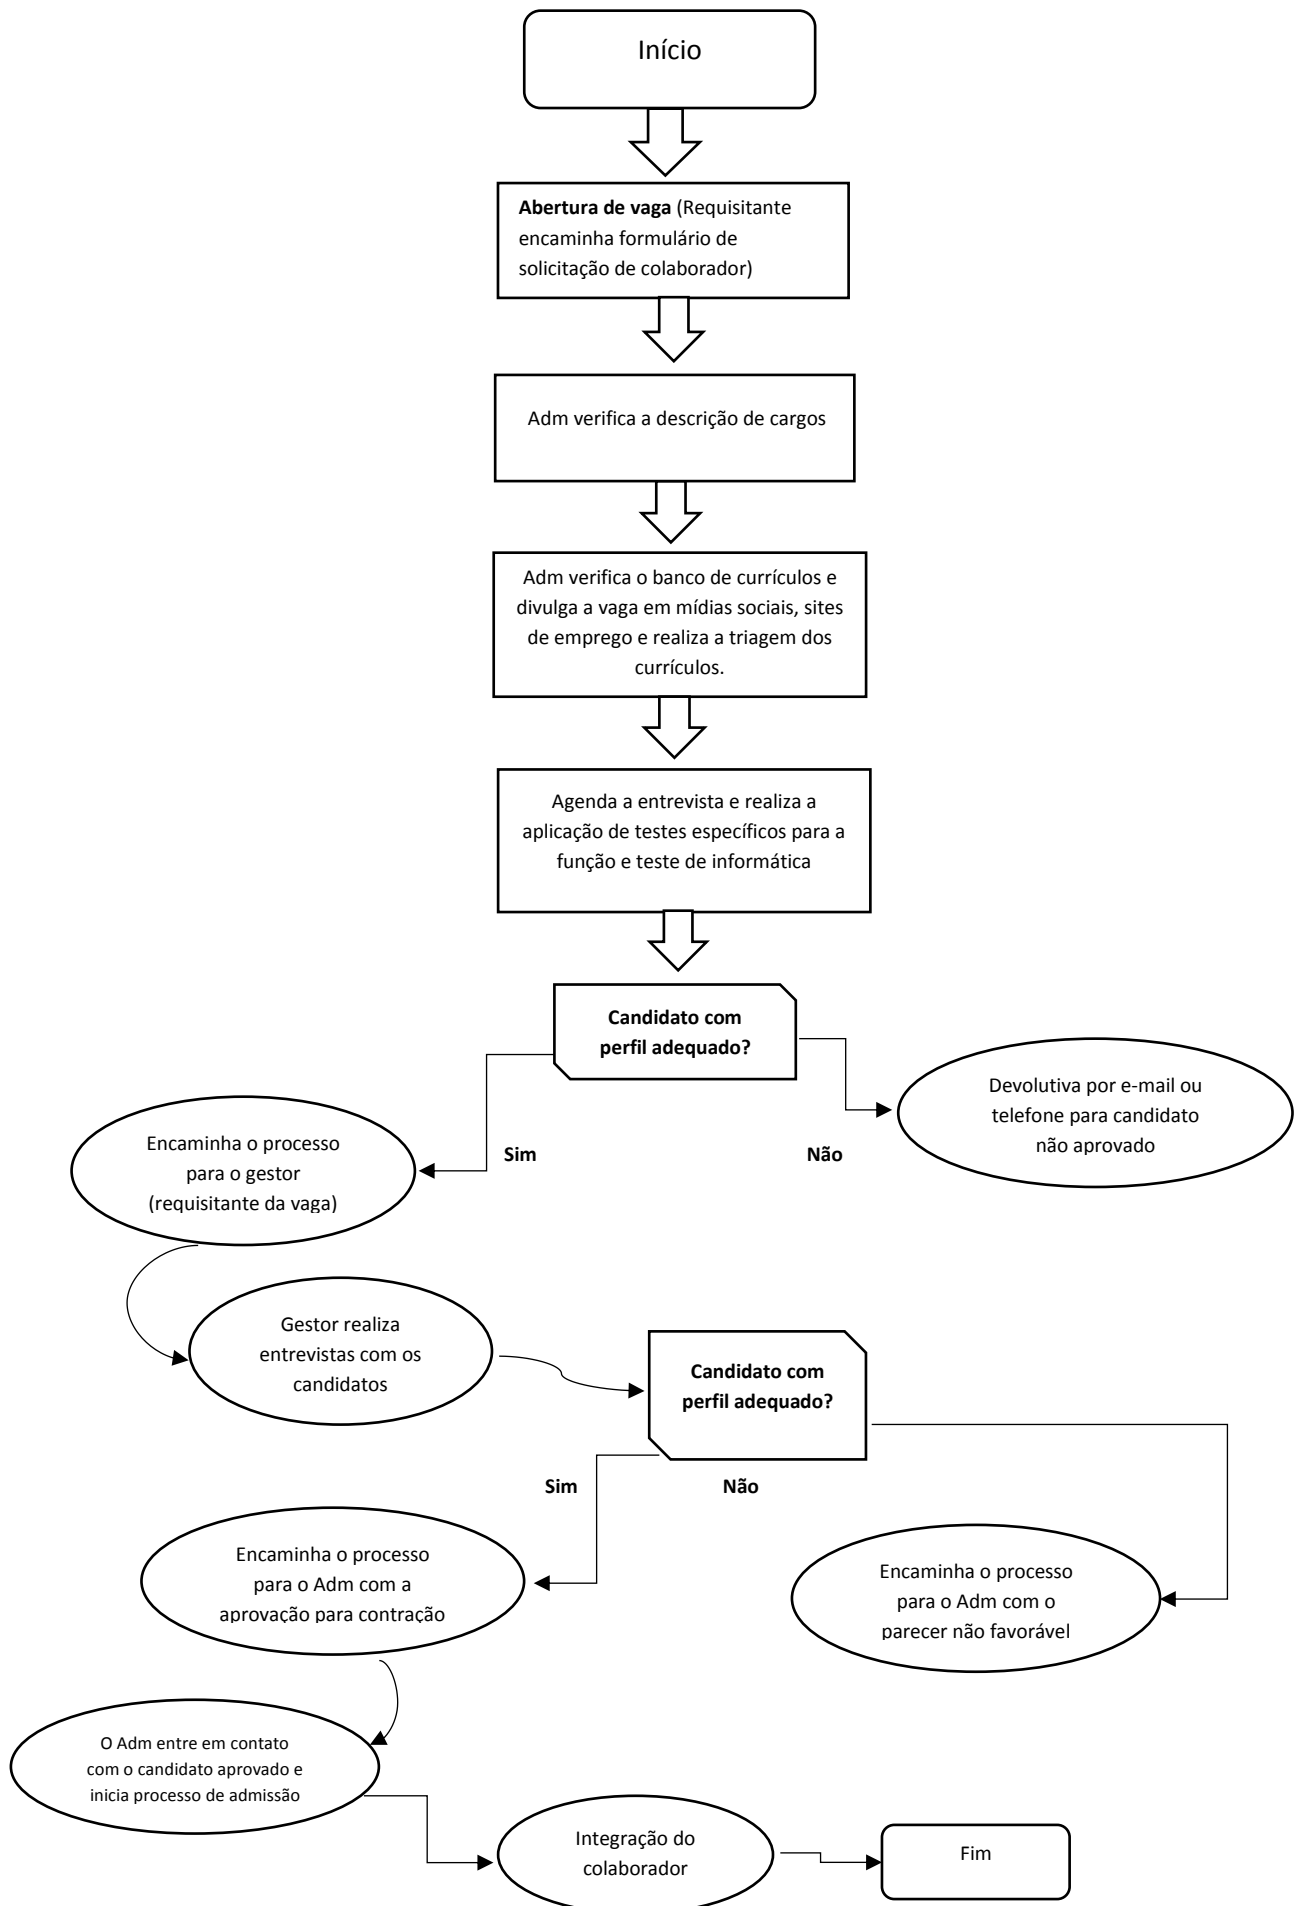 Início
Abertura de vaga (Requisitante
encaminha formulário de
solicitação de colaborador)
Adm verifica a descrição de cargos
Adm verifica o banco de currículos e
divulga a vaga em mídias sociais, sites
de emprego e realiza a triagem dos
currículos.
Agenda a entrevista e realiza a
aplicação de testes específicos para a
função e teste de informática
Candidato com
perfil adequado?
Devolutiva por e-mail ou
telefone para candidato
não aprovado
Sim
Não
Encaminha o processo
para o gestor
(requisitante da vaga)
Gestor realiza
entrevistas com os
candidatos
Candidato com
perfil adequado?
Sim
Não
Encaminha o processo
para o Adm com a
aprovação para contração
Encaminha o processo
para o Adm com o
parecer não favorável
O Adm entre em contato
com o candidato aprovado e
inicia processo de admissão
Integração do
colaborador
Fim